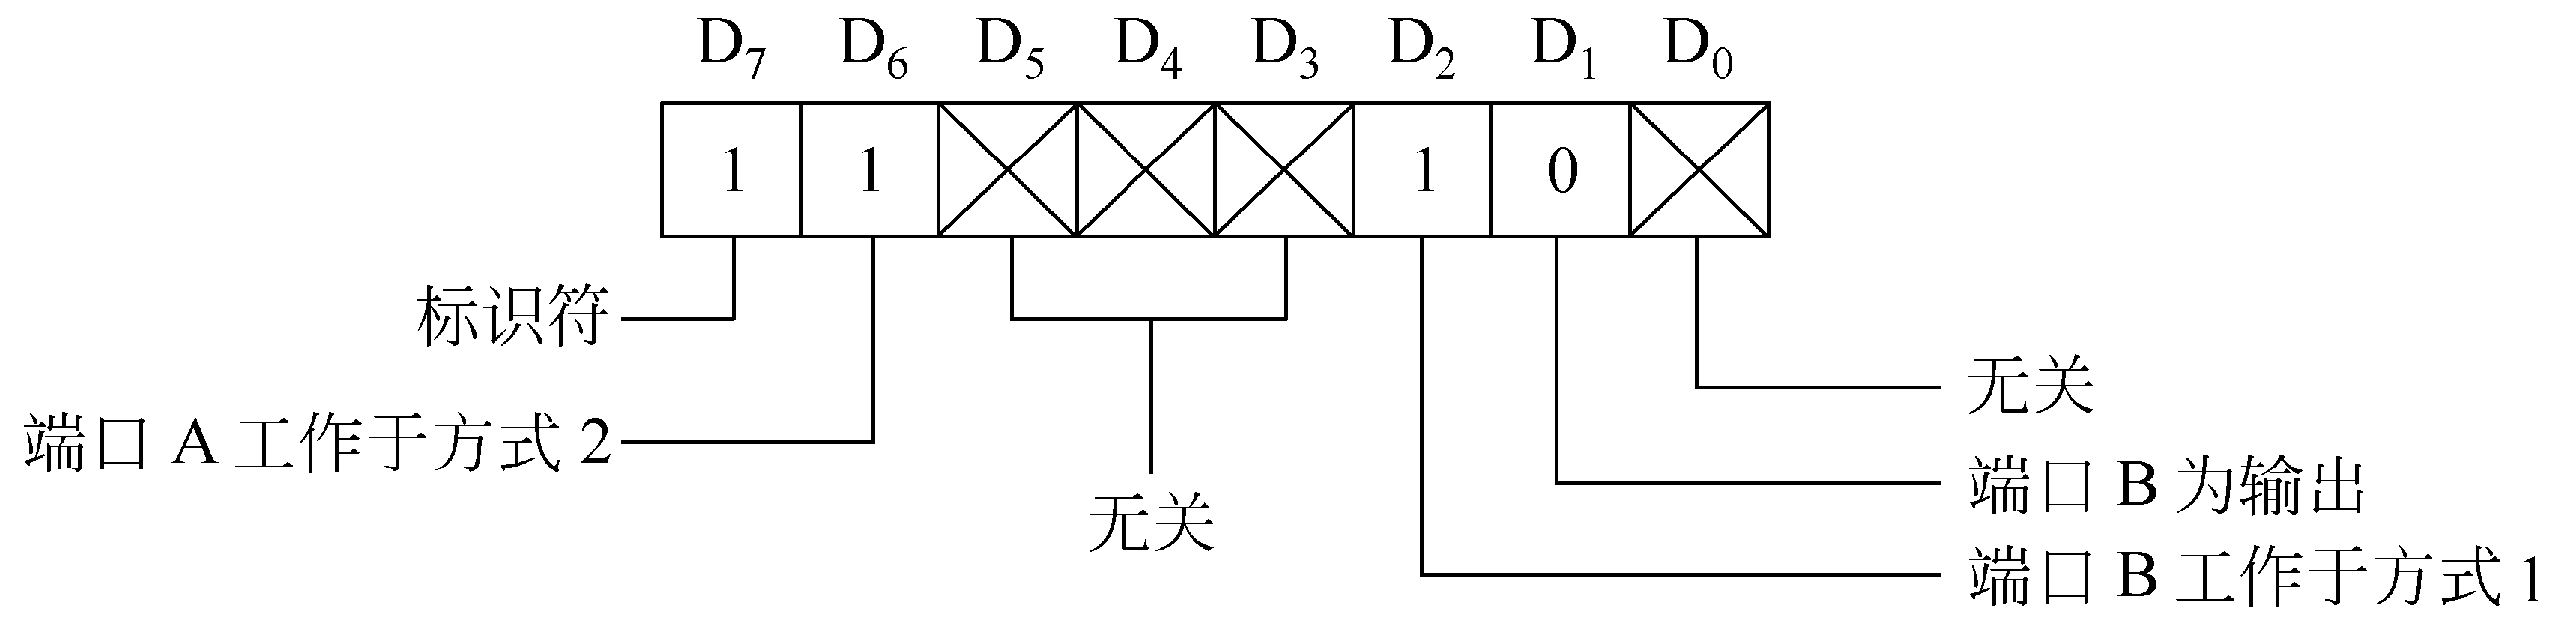 D7 D6 D5 D4 D3 D2 D1 D0
1 1 1 0
标识符
无关
端口 A 工作于方式 2
端口 B 为输出
无关
端口 B 工作于方式 1